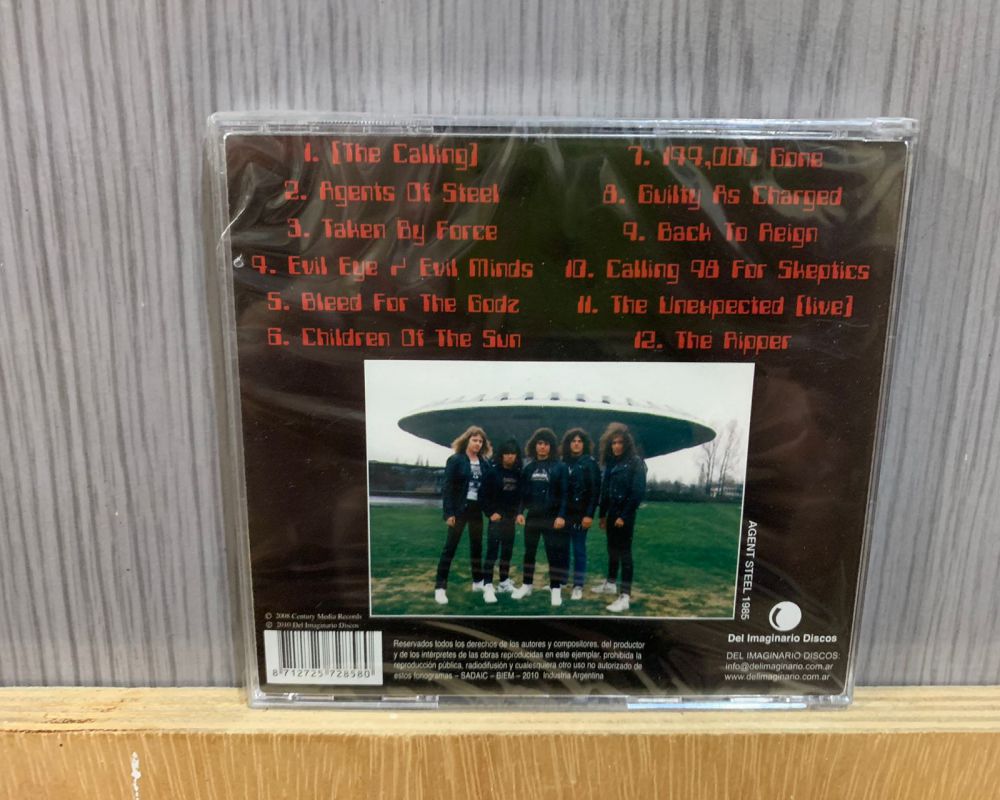 1. [The Calling]
2. Agents Of Steel
3. Taken By Force
4. Evil Eye / Evil Minds
5. Bleed For The Godz
6. Children Of The Sun
7. 144,000 Gone
8. Guilty As Charged
9. Back To Reign
10. Calling 98 For Skeptics
11. The Unexpected [live]
12. The Ripper
AGENT STEEL 1985
© 2008 Century Media Records
© 2010 Del Imaginario Discos
8 712725 728580
Reservados todos los derechos de los autores y compositores, del productor
y de los intérpretes de las obras reproducidas en este ejemplar, prohibida la
reproducción pública, radiodifusión y cualesquiera otro uso no autorizado de
estos fonogramas – SADAIC – BIEM – 2010 Industria Argentina
Del Imaginario Discos
DEL IMAGINARIO DISCOS:
info@delimaginario.com.ar
www.delimaginario.com.ar